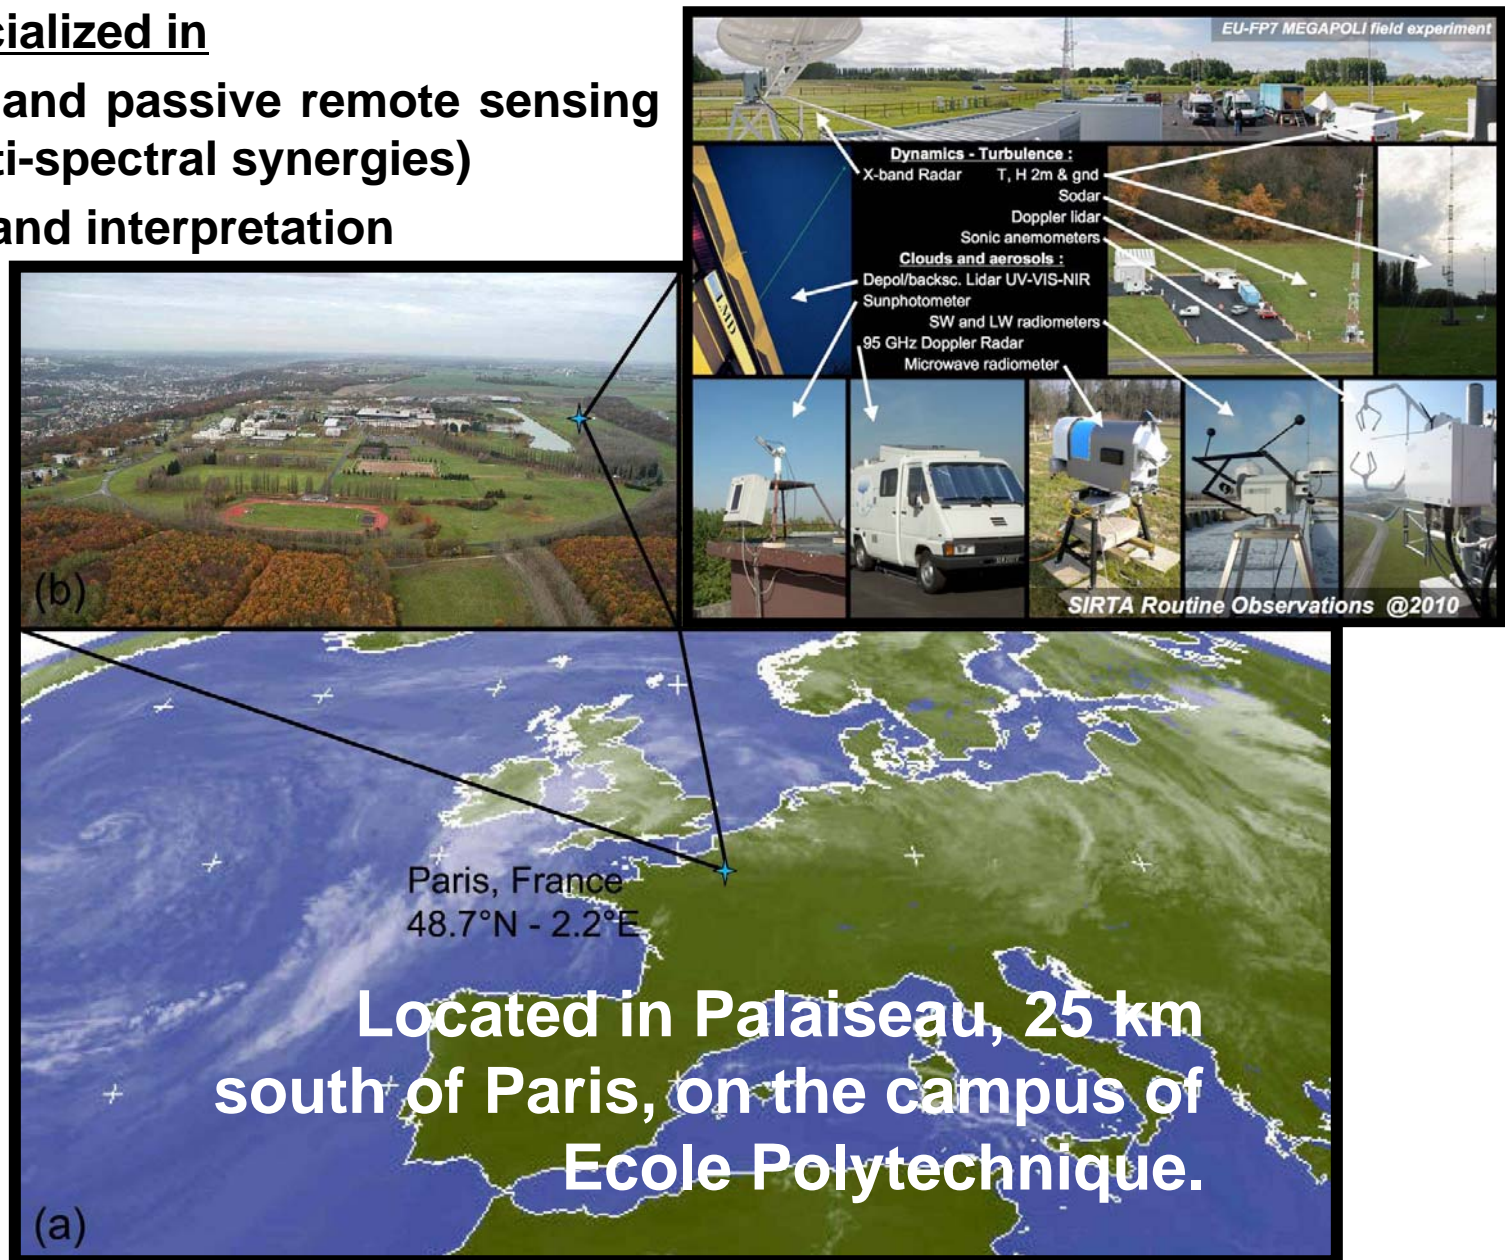 cialized in
and passive remote sensing
ti-spectral synergies)
and interpretation
EU-FP7 MEGAPOLI field experiment
Dynamics - Turbulence :
X-band Radar T, H 2m & gnd
Sodar
Doppler lidar
Sonic anemometers
Clouds and aerosols :
Depol/backsc. Lidar UV-VIS-NIR
Sunphotometer
SW and LW radiometers
95 GHz Doppler Radar
Microwave radiometer
LMD
SIRTA Routine Observations @2010
(b)
Paris, France
48.7°N - 2.2°E
Located in Palaiseau, 25 km
south of Paris, on the campus of
Ecole Polytechnique.
(a)